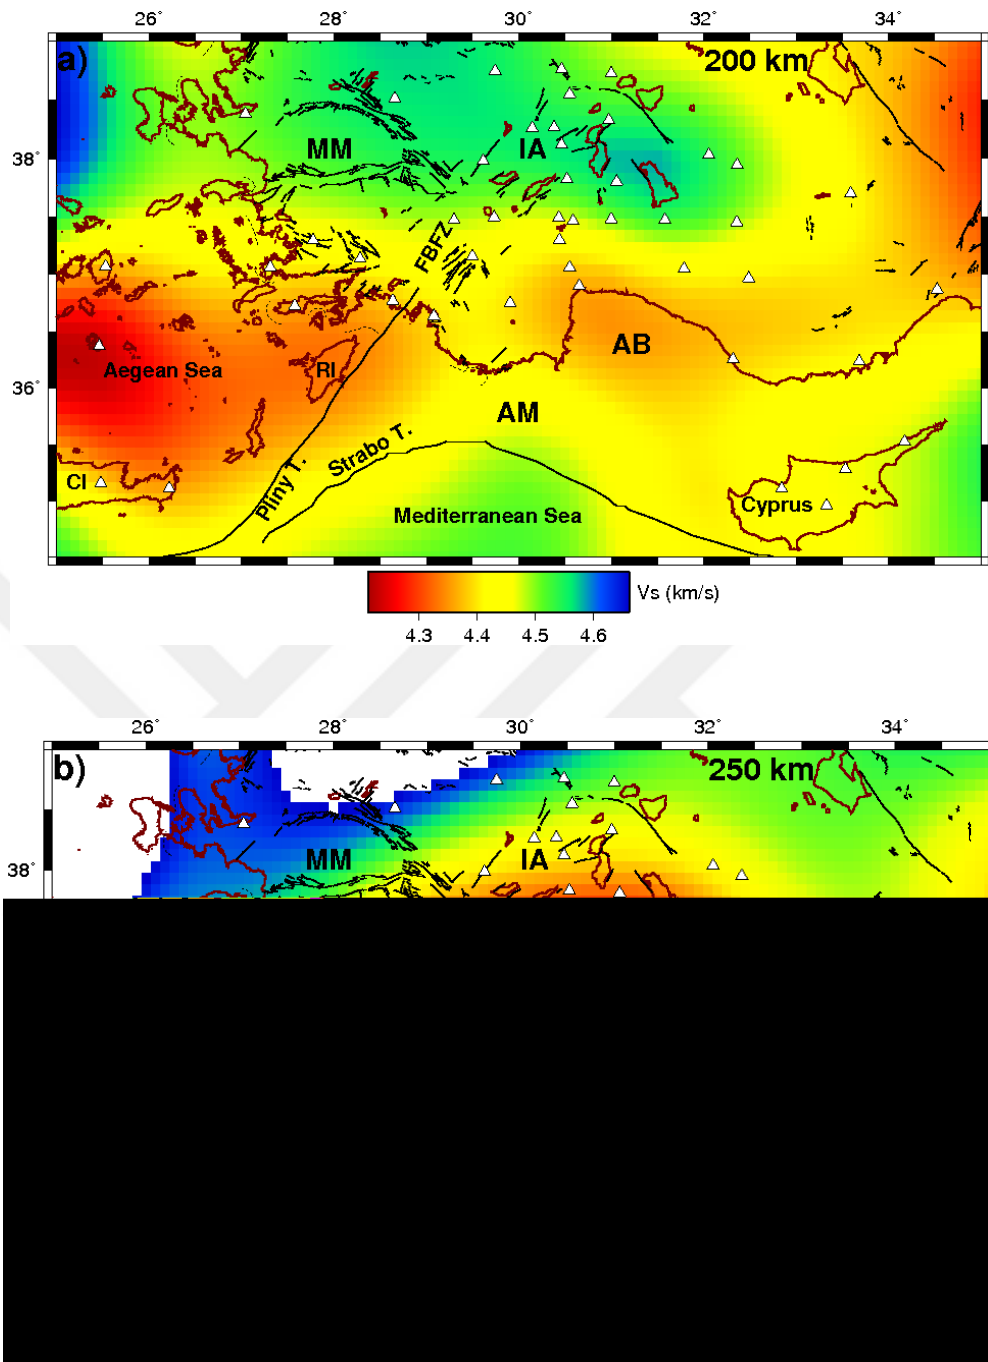 26° 28° 30° 32° 34°
a) 200 km
38°
MM IA
FBFZ
36°
Aegean Sea RI AB
AM
Strabo T.
Pliny T.
CI
Mediterranean Sea
Cyprus
Vs (km/s)
4.3 4.4 4.5 4.6
26° 28° 30° 32° 34°
b) 250 km
38°
MM IA